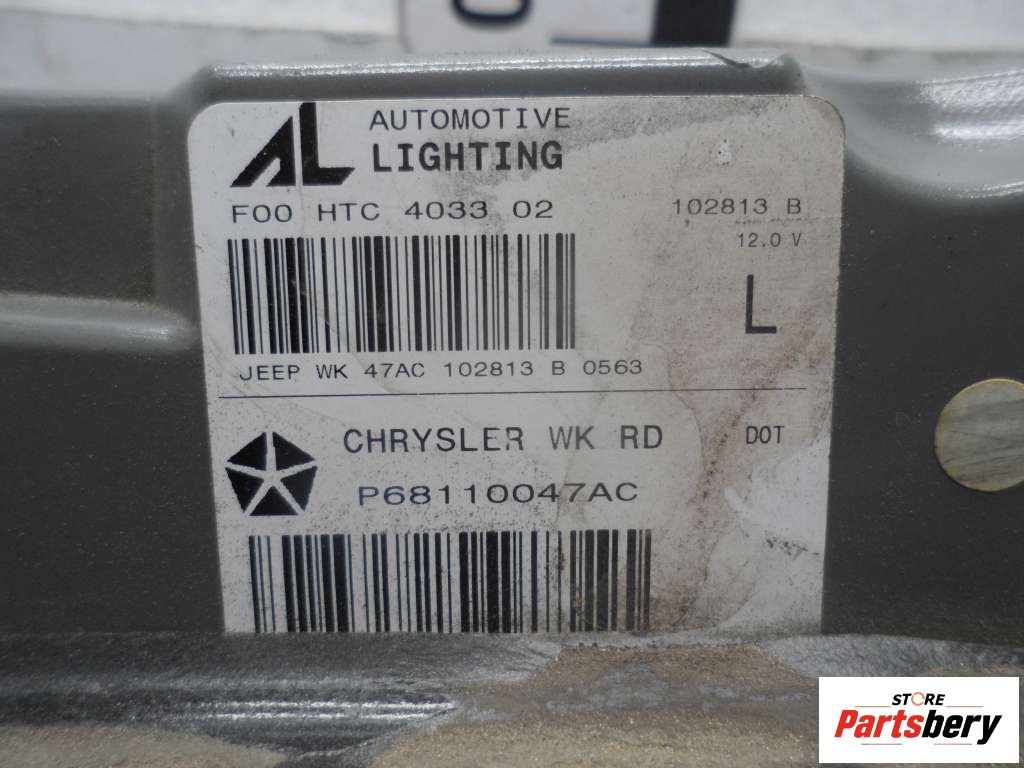 AL AUTOMOTIVE
LIGHTING
F00 HTC 4033 02 102813 B
12.0 V
L
JEEP WK 47AC 102813 B 0563
CHRYSLER WK RD DOT
P68110047AC
STORE
Partsbery